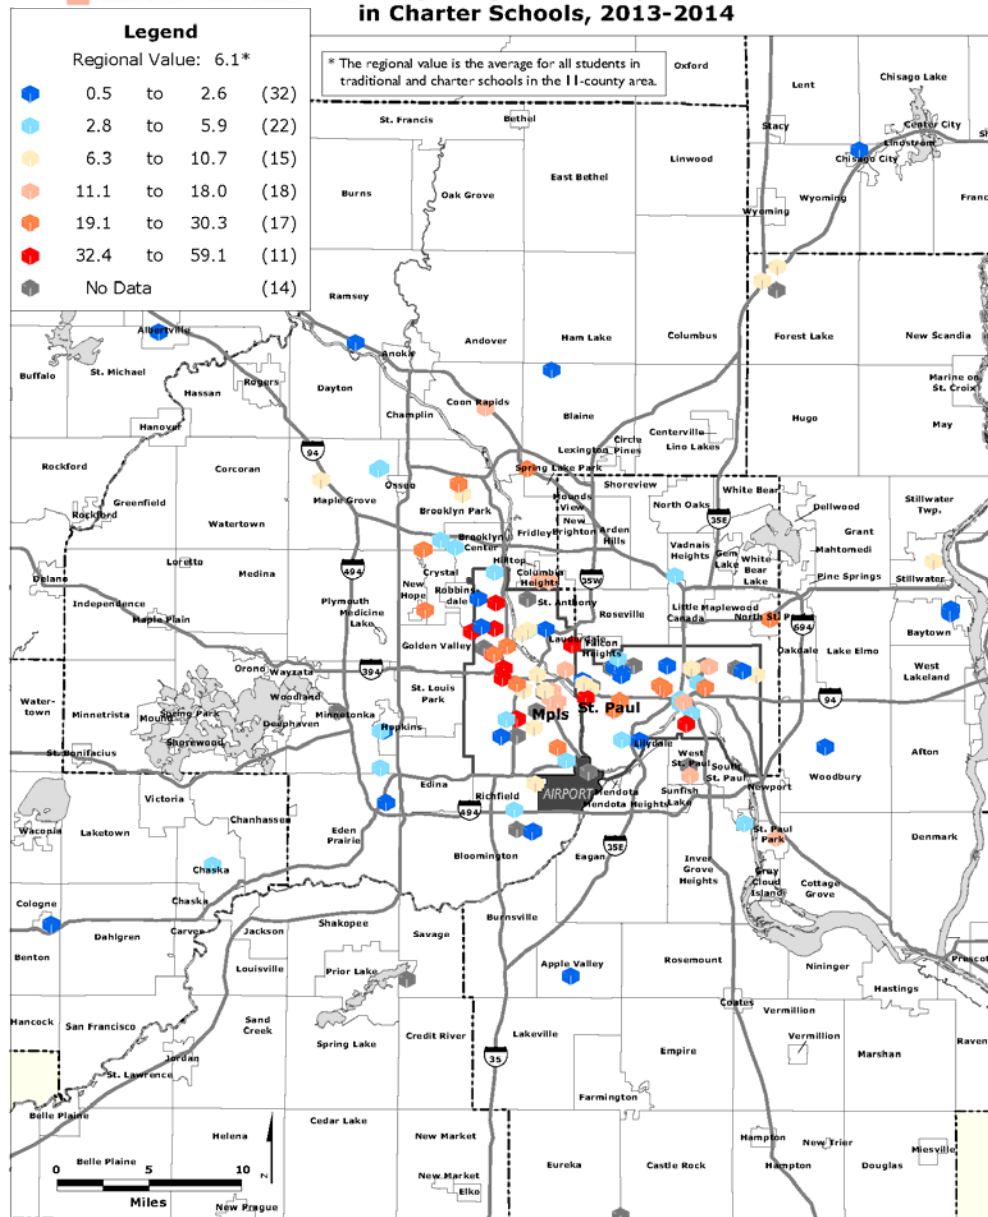 in Charter Schools, 2013-2014
Legend
Regional Value: 6.1*
0.5 to 2.6 (32)
2.8 to 5.9 (22)
6.3 to 10.7 (15)
11.1 to 18.0 (18)
19.1 to 30.3 (17)
32.4 to 59.1 (11)
No Data (14)
* The regional value is the average for all students in
traditional and charter schools in the 11-county area.
Oxford
Lent
Chisago Lake
St. Francis
Bethel
Stacy
Center City
Lindstrom
Chisago City
Linwood
East Bethel
Burns
Oak Grove
Wyoming
Wyoming
Franc
Ramsey
Albertville
Anoka
Andover
Ham Lake
Columbus
Forest Lake
New Scandia
Buffalo
St. Michael
Hassan
Rogers
Dayton
Champlin
Coon Rapids
Blaine
Marine on
St. Croix
Hanover
Centerville
Lino Lakes
Hugo
May
Circle
Pines
Lexington
94
Rockford
Corcoran
Osseo
Spring Lake Park
Shoreview
Maple Grove
Greenfield
Rockford
Watertown
Brooklyn Park
Mounds
View
New
Brighton
North Oaks
White Bear
Dellwood
Stillwater
Twp.
35E
Grant
Mahtomedi
Fridley
Arden
Hills
Brooklyn
Center
Vadnais
Heights
Gem
Lake
White
Bear
Lake
Loretto
Medina
494
Crystal
Hilltop
Columbia
Heights
35W
Pine Springs
Stillwater
Delano
Independence
Maple Plain
Plymouth
Medicine
Lake
New
Hope
Robbins-
dale
St. Anthony
Roseville
Little
Canada
Maplewood
North St. P
694
Baytown
Golden Valley
Lauderdale
Falcon
Heights
Oakdale
Lake Elmo
West
Lakeland
394
Orono
Wayzata
Woodland
Water-
town
Minnetrista
Mound
Spring Park
Deephaven
Minnetonka
Shorewood
St. Louis
Park
Hopkins
Mpls
St. Paul
94
St. Bonifacius
Lilydale
West
St. Paul
South
St. Paul
Woodbury
Afton
Victoria
Edina
Richfield
AIRPORT
Mendota
Mendota Heights
Sunfish
Lake
Newport
494
Waconia
Laketown
Chanhassen
Eden
Prairie
Bloomington
35E
Eagan
Inver
Grove
Heights
St. Paul
Park
Denmark
Chaska
Grey
Cloud
Island
Cottage
Grove
Cologne
Chaska
Dahlgren
Carver
Jackson
Shakopee
Savage
Burnsville
Benton
Louisville
Prior Lake
Apple Valley
Rosemount
Nininger
Prescot
Hastings
Hancock
San Francisco
Sand
Creek
Spring Lake
Credit River
Lakeville
Coates
Vermillion
Vermillion
Empire
Marshan
Raven
35
Jordan
St. Lawrence
Farmington
Belle Plaine
Helena
Cedar Lake
New Market
Hampton
New Trier
Miesville
Belle Plaine
Eureka
Castle Rock
Hampton
Douglas
New Market
Elko
New Prague
0 5 10
Miles
Z